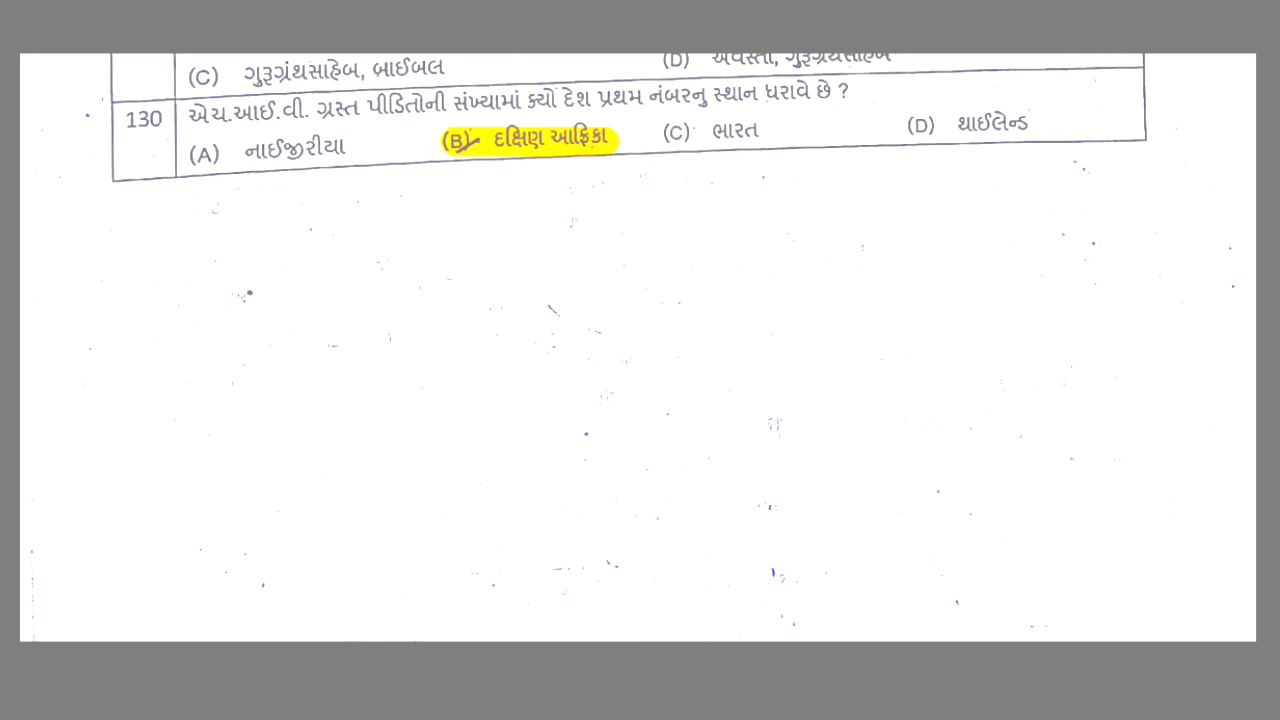 (C) ગુરૂગ્રંથસાહેબ, બાઈબલ
(D) અવસ્તા, ગુરૂગ્રંથસાહેબ
130 એચ.આઈ.વી. ગ્રસ્ત પીડિતોની સંખ્યામાં ક્યો દેશ પ્રથમ નંબરનુ સ્થાન ધરાવે છે ?
(A) નાઈજીરીયા (B) દક્ષિણ આફ્રિકા (C) ભારત (D) થાઈલેન્ડ